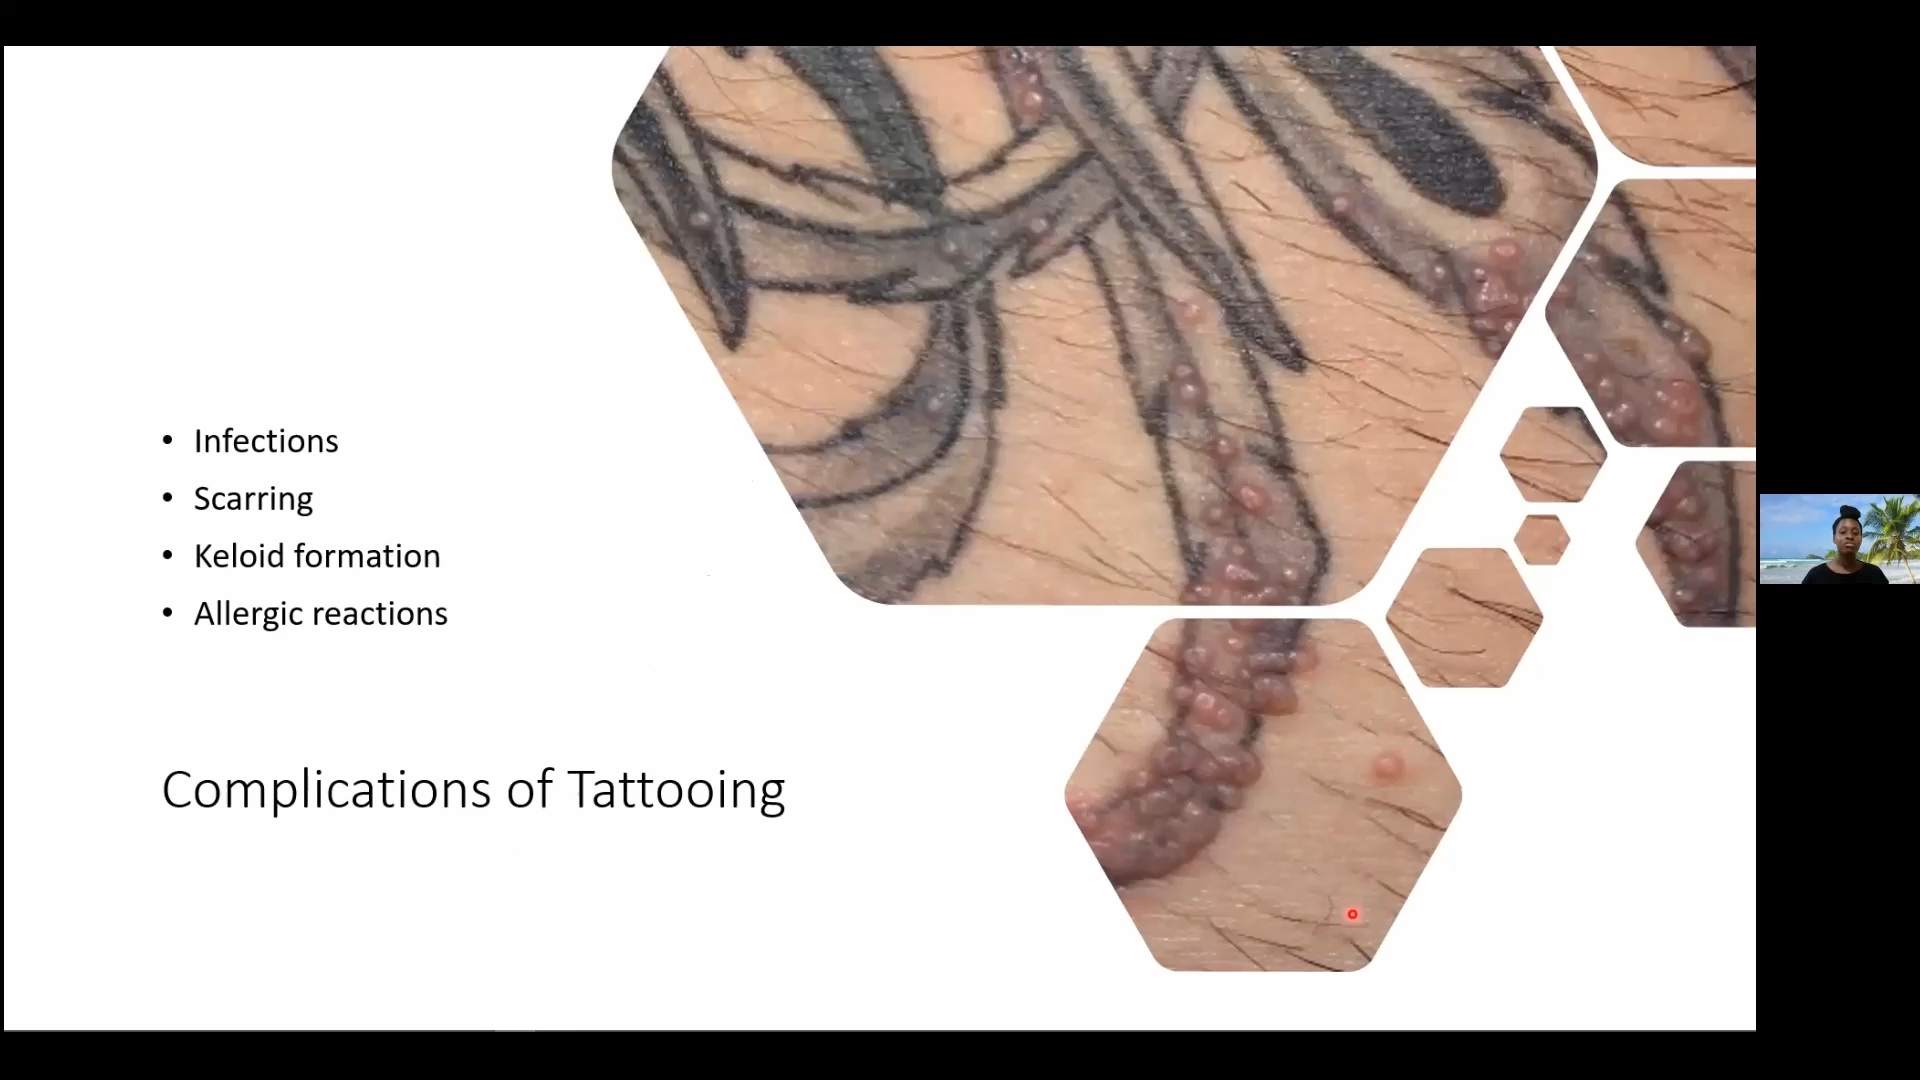 • Infections
• Scarring
• Keloid formation
• Allergic reactions
Complications of Tattooing